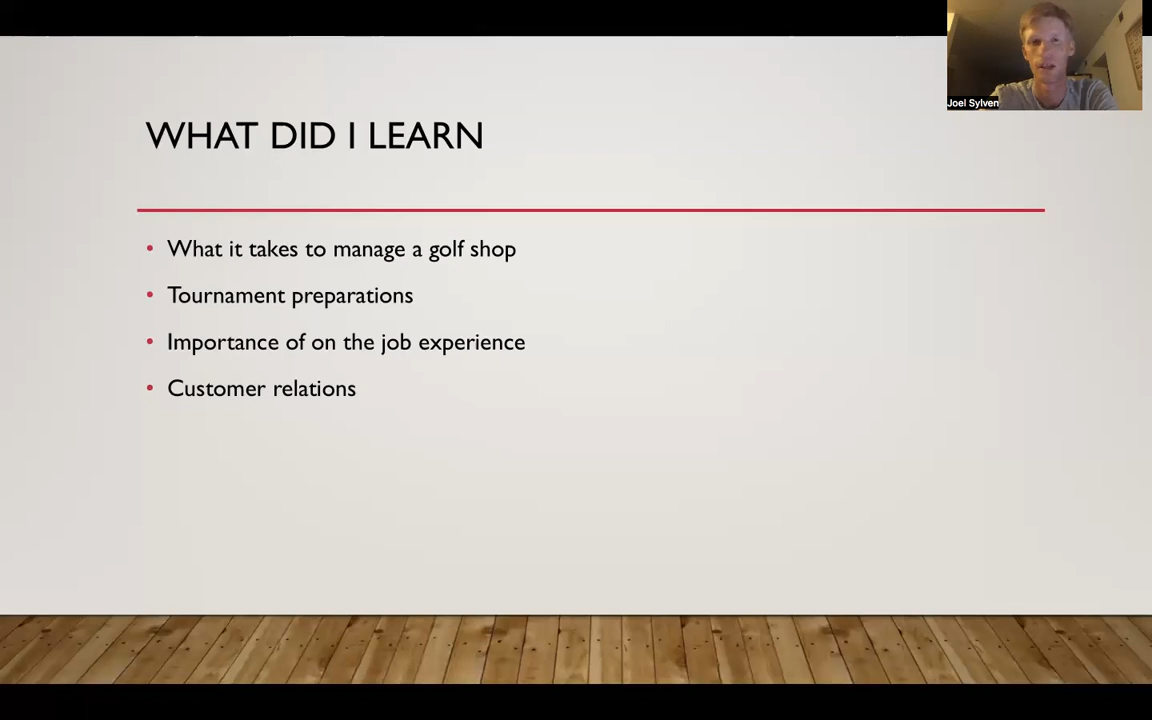 Joel Sylven
WHAT DID I LEARN
• What it takes to manage a golf shop
• Tournament preparations
• Importance of on the job experience
• Customer relations